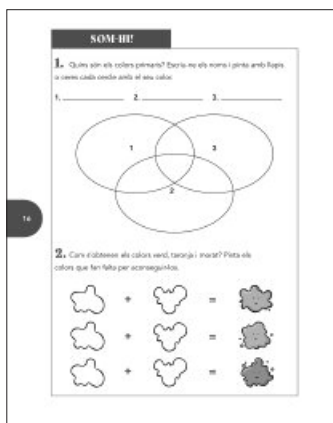 SOM-HI!
1. Quins són els colors primaris? Escriu-ne els noms i pinta amb llapis
o ceres cada cercle amb el seu color.
1. 2. 3.
1 3
2
16
2. Com s'obtenen els colors verd, taronja i morat? Pinta els
colors que fan falta per aconseguir-los.
+ =
+ =
+ =